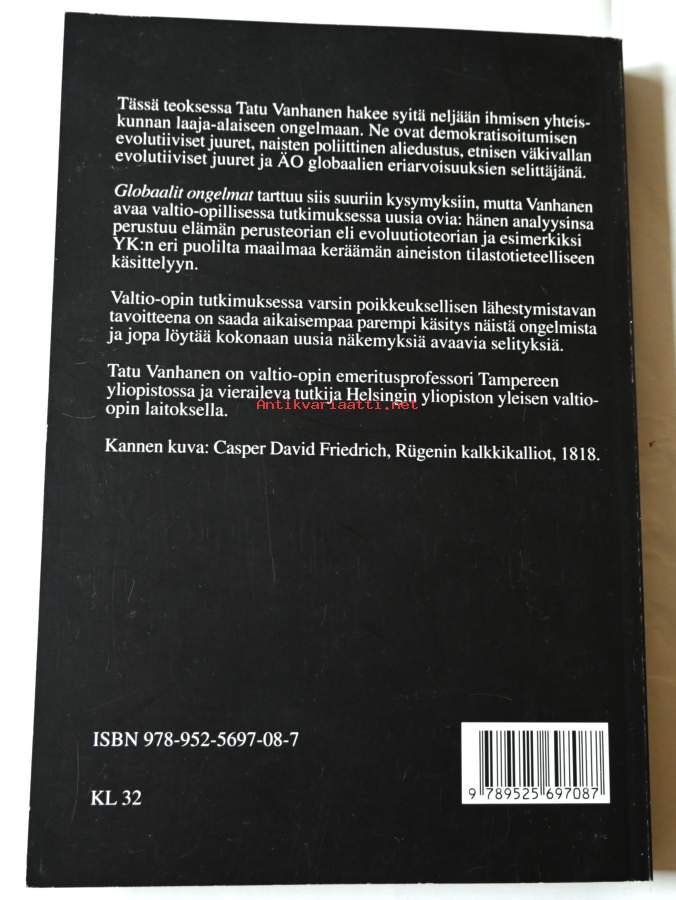 Tässä teoksessa Tatu Vanhanen hakee syitä neljään ihmisen yhteis-
kunnan laaja-alaiseen ongelmaan. Ne ovat demokratisoitumisen
evolutiiviset juuret, naisten poliittinen aliedustus, etnisen väkivallan
evolutiiviset juuret ja ÄO globaalien eriarvoisuuksien selittäjänä.
Globaalit ongelmat tarttuu siis suuriin kysymyksiin, mutta Vanhanen
avaa valtio-opillisessa tutkimuksessa uusia ovia: hänen analyysinsa
perustuu elämän perusteorian eli evoluutioteorian ja esimerkiksi
YK:n eri puolilta maailmaa keräämän aineiston tilastotieteelliseen
käsittelyyn.
Valtio-opin tutkimuksessa varsin poikkeuksellisen lähestymistavan
tavoitteena on saada aikaisempaa parempi käsitys näistä ongelmista
ja jopa löytää kokonaan uusia näkemyksiä avaavia selityksiä.
Tatu Vanhanen on valtio-opin emeritusprofessori Tampereen
yliopistossa ja vieraileva tutkija Helsingin yliopiston yleisen valtio-
opin laitoksella.
Antikvariaatti.net
Kannen kuva: Casper David Friedrich, Rügenin kalkkikalliot, 1818.
ISBN 978-952-5697-08-7
KL 32
9 789525 697087